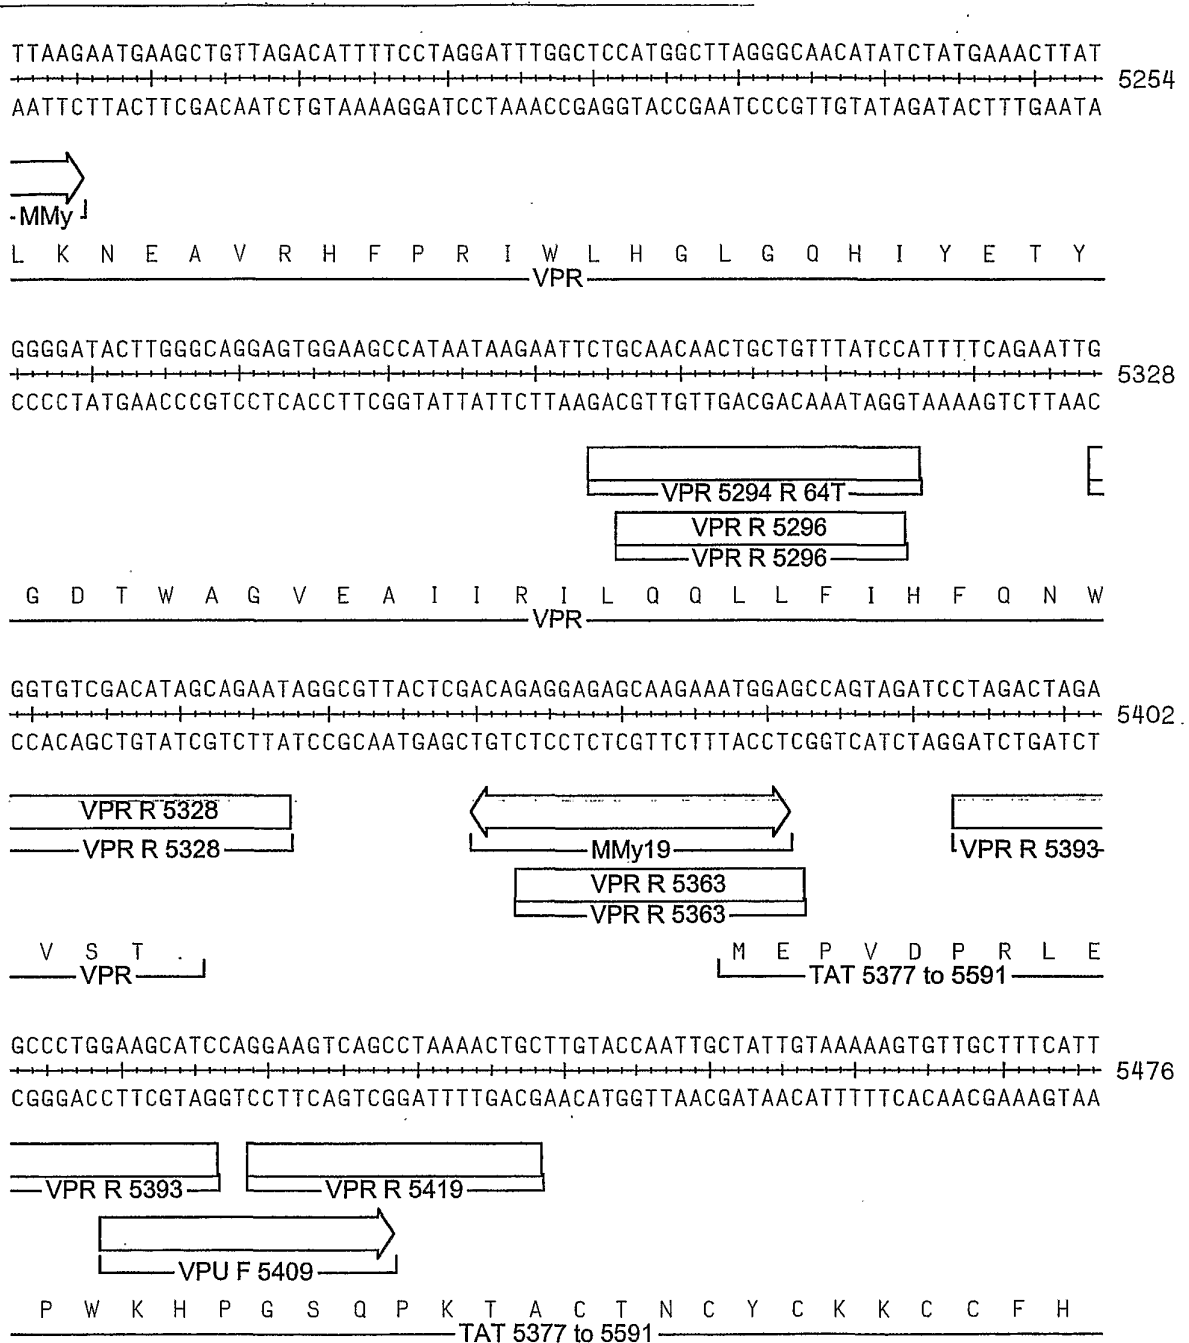 TTAAGAATGAAGCTGTTAGACATTTTCCTAGGATTTGGCTCCATGGCTTAGGGCAACATATCTATGAAACTTAT
5254
AATTCTTACTTCGACAATCTGTAAAAGGATCCTAAACCGAGGTACCGAATCCCGTTGTATAGATACTTTGAATA
MMy
L K N E A V R H F P R I W L H G L G Q H I Y E T Y
VPR
GGGGATACTTGGGCAGGAGTGGAAGCCATAATAAGAATTCTGCAACAACTGCTGTTTATCCATTTTCAGAATTG
5328
CCCCTATGAACCCGTCCTCACCTTCGGTATTATTCTTAAGACGTTGTTGACGACAAATAGGTAAAAGTCTTAAC
VPR 5294 R 64T
VPR R 5296
VPR R 5296
G D T W A G V E A I I R I L Q Q L L F I H F Q N W
VPR
GGTGTCGACATAGCAGAATAGGCGTTACTCGACAGAGGAGAGCAAGAAATGGAGCCAGTAGATCCTAGACTAGA
5402
CCACAGCTGTATCGTCTTATCCGCAATGAGCTGTCTCCTCTCGTTCTTTACCTCGGTCATCTAGGATCTGATCT
VPR R 5328
VPR R 5328
MMy19
VPR R 5393
VPR R 5363
VPR R 5363
V S T .
M E P V D P R L E
VPR
TAT 5377 to 5591
GCCCTGGAAGCATCCAGGAAGTCAGCCTAAAACTGCTTGTACCAATTGCTATTGTAAAAAGTGTTGCTTTCATT
5476
CGGGACCTTCGTAGGTCCTTCAGTCGGATTTTGACGAACATGGTTAACGATAACATTTTTCACAACGAAAGTAA
VPR R 5393
VPR R 5419
VPU F 5409
P W K H P G S Q P K T A C T N C Y C K K C C F H
TAT 5377 to 5591